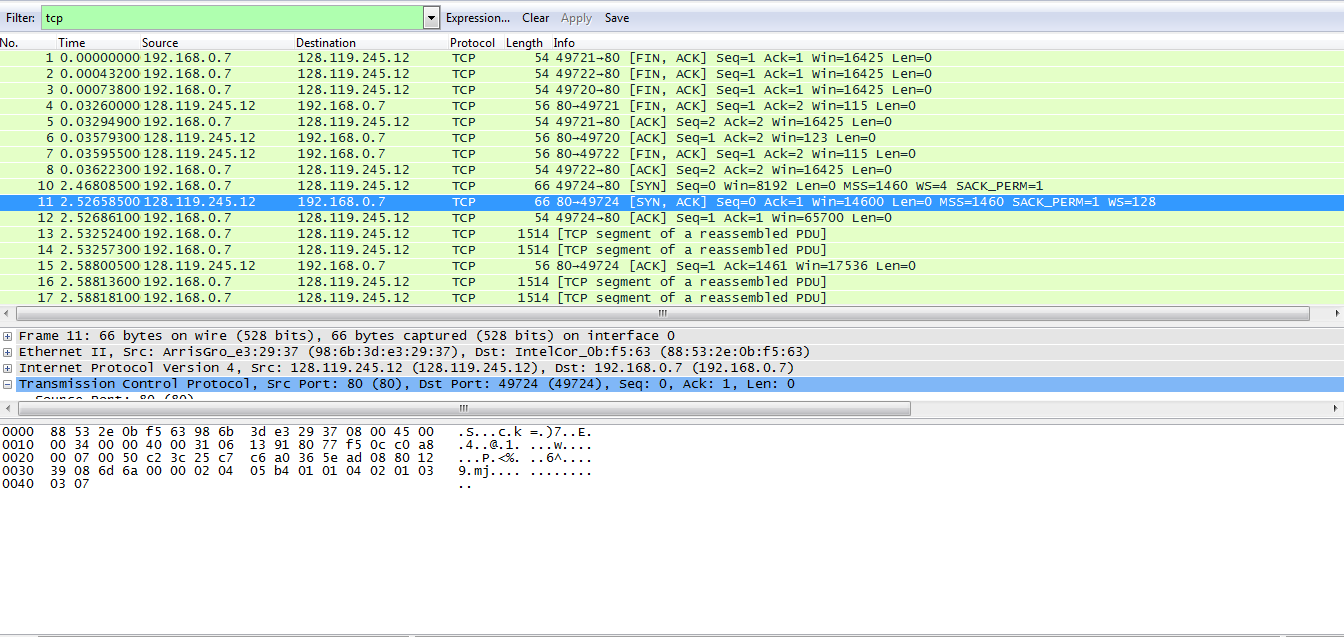 Filter: tcp Expression... Clear Apply Save
No. Time Source Destination Protocol Length Info
1 0.00000000 192.168.0.7 128.119.245.12 TCP 54 49721→80 [FIN, ACK] Seq=1 Ack=1 Win=16425 Len=0
2 0.00043200 192.168.0.7 128.119.245.12 TCP 54 49722→80 [FIN, ACK] Seq=1 Ack=1 Win=16425 Len=0
3 0.00073800 192.168.0.7 128.119.245.12 TCP 54 49720→80 [FIN, ACK] Seq=1 Ack=1 Win=16425 Len=0
4 0.03260000 128.119.245.12 192.168.0.7 TCP 56 80→49721 [FIN, ACK] Seq=1 Ack=2 Win=115 Len=0
5 0.03294900 192.168.0.7 128.119.245.12 TCP 54 49721→80 [ACK] Seq=2 Ack=2 Win=16425 Len=0
6 0.03579300 128.119.245.12 192.168.0.7 TCP 56 80→49720 [ACK] Seq=1 Ack=2 Win=123 Len=0
7 0.03595500 128.119.245.12 192.168.0.7 TCP 56 80→49722 [FIN, ACK] Seq=1 Ack=2 Win=115 Len=0
8 0.03622300 192.168.0.7 128.119.245.12 TCP 54 49722→80 [ACK] Seq=2 Ack=2 Win=16425 Len=0
10 2.46808500 192.168.0.7 128.119.245.12 TCP 66 49724→80 [SYN] Seq=0 Win=8192 Len=0 MSS=1460 WS=4 SACK_PERM=1
11 2.52658500 128.119.245.12 192.168.0.7 TCP 66 80→49724 [SYN, ACK] Seq=0 Ack=1 Win=14600 Len=0 MSS=1460 SACK_PERM=1 WS=128
12 2.52686100 192.168.0.7 128.119.245.12 TCP 54 49724→80 [ACK] Seq=1 Ack=1 Win=65700 Len=0
13 2.53252400 192.168.0.7 128.119.245.12 TCP 1514 [TCP segment of a reassembled PDU]
14 2.53257300 192.168.0.7 128.119.245.12 TCP 1514 [TCP segment of a reassembled PDU]
15 2.58800500 128.119.245.12 192.168.0.7 TCP 56 80→49724 [ACK] Seq=1 Ack=1461 Win=17536 Len=0
16 2.58813600 192.168.0.7 128.119.245.12 TCP 1514 [TCP segment of a reassembled PDU]
17 2.58818100 192.168.0.7 128.119.245.12 TCP 1514 [TCP segment of a reassembled PDU]
Frame 11: 66 bytes on wire (528 bits), 66 bytes captured (528 bits) on interface 0
Ethernet II, Src: ArrisGro_e3:29:37 (98:6b:3d:e3:29:37), Dst: IntelCor_0b:f5:63 (88:53:2e:0b:f5:63)
Internet Protocol Version 4, Src: 128.119.245.12 (128.119.245.12), Dst: 192.168.0.7 (192.168.0.7)
Transmission Control Protocol, Src Port: 80 (80), Dst Port: 49724 (49724), Seq: 0, Ack: 1, Len: 0
Source Port: 80 (80)
0000 88 53 2e 0b f5 63 98 6b 3d e3 29 37 08 00 45 00 .S...c.k =.)7..E.
0010 00 34 00 00 40 00 31 06 13 91 80 77 f5 0c c0 a8 .4..@.1. ...w....
0020 00 07 00 50 c2 3c 25 c7 c6 a0 36 5e ad 08 80 12 ...P.<%. ..6^....
0030 39 08 6d 6a 00 00 02 04 05 b4 01 01 04 02 01 03 9.mj.... ........
0040 03 07 ..